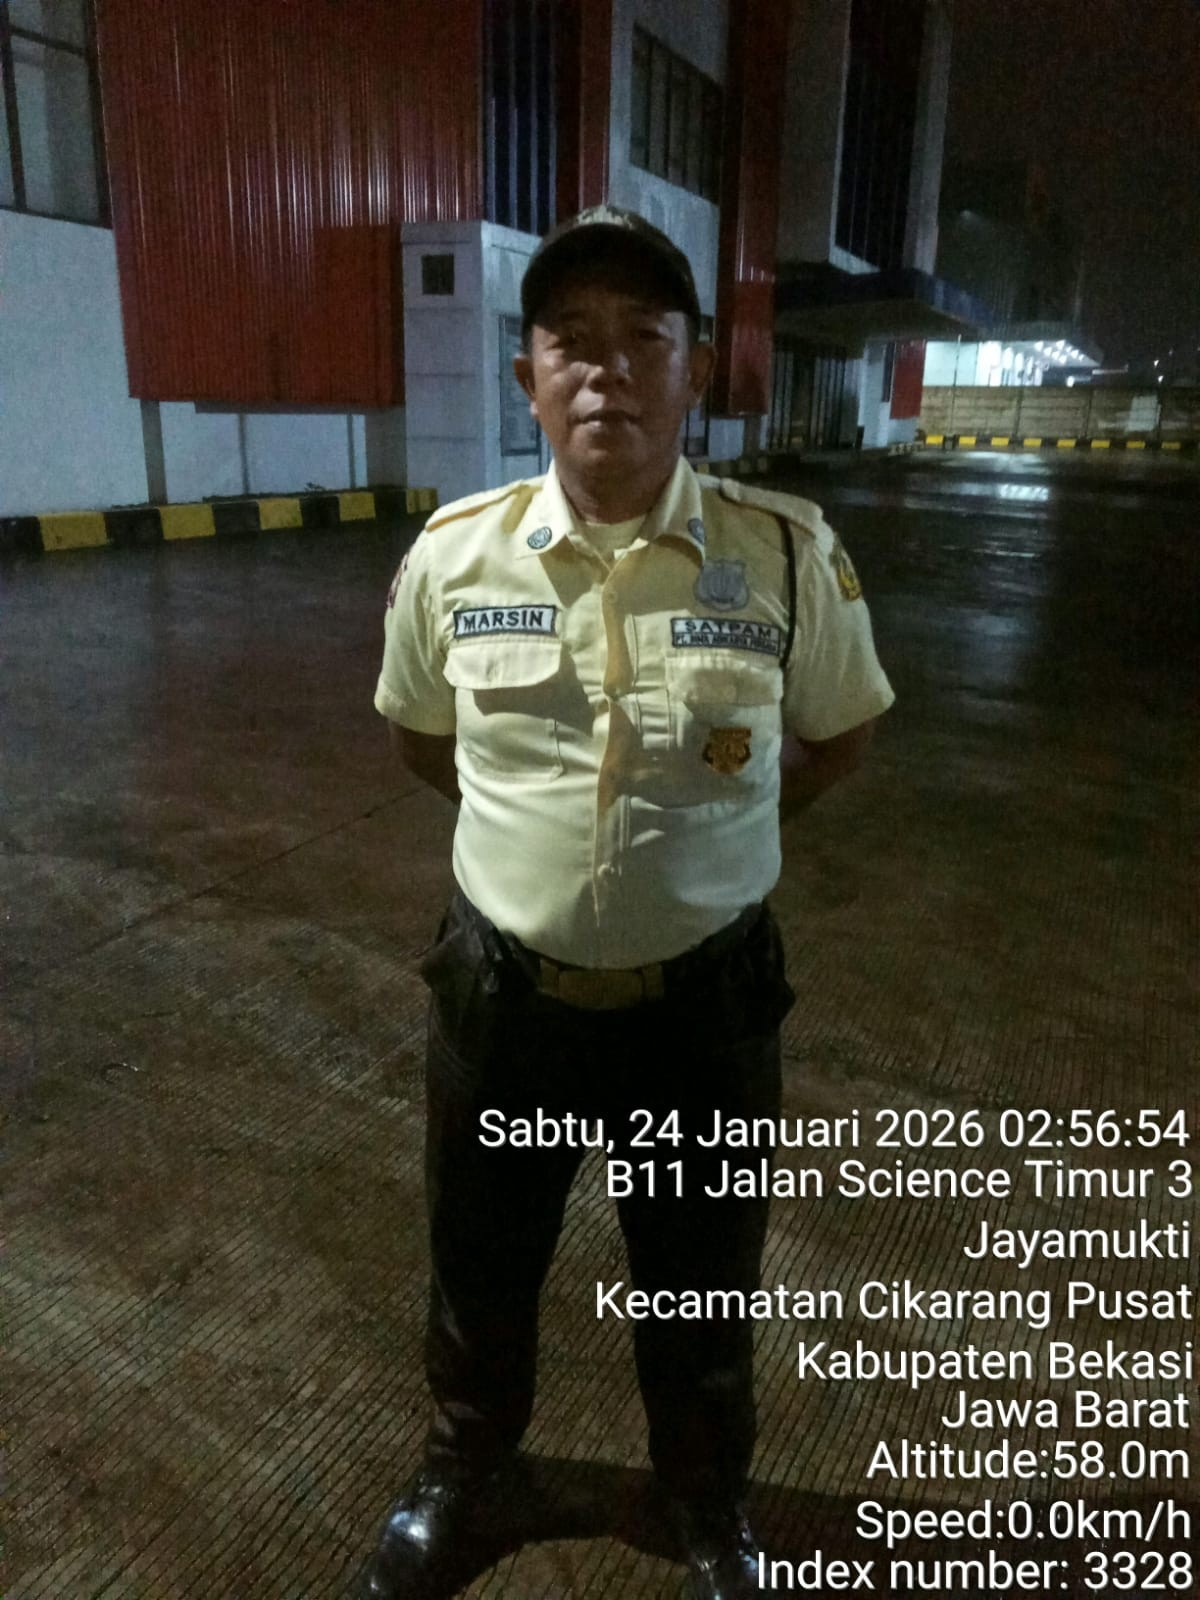 MARSIN
SATPAM
Sabtu, 24 Januari 2026 02:56:54
B11 Jalan Science Timur 3
Jayamukti
Kecamatan Cikarang Pusat
Kabupaten Bekasi
Jawa Barat
Altitude:58.0m
Speed:0.0km/h
Index number: 3328